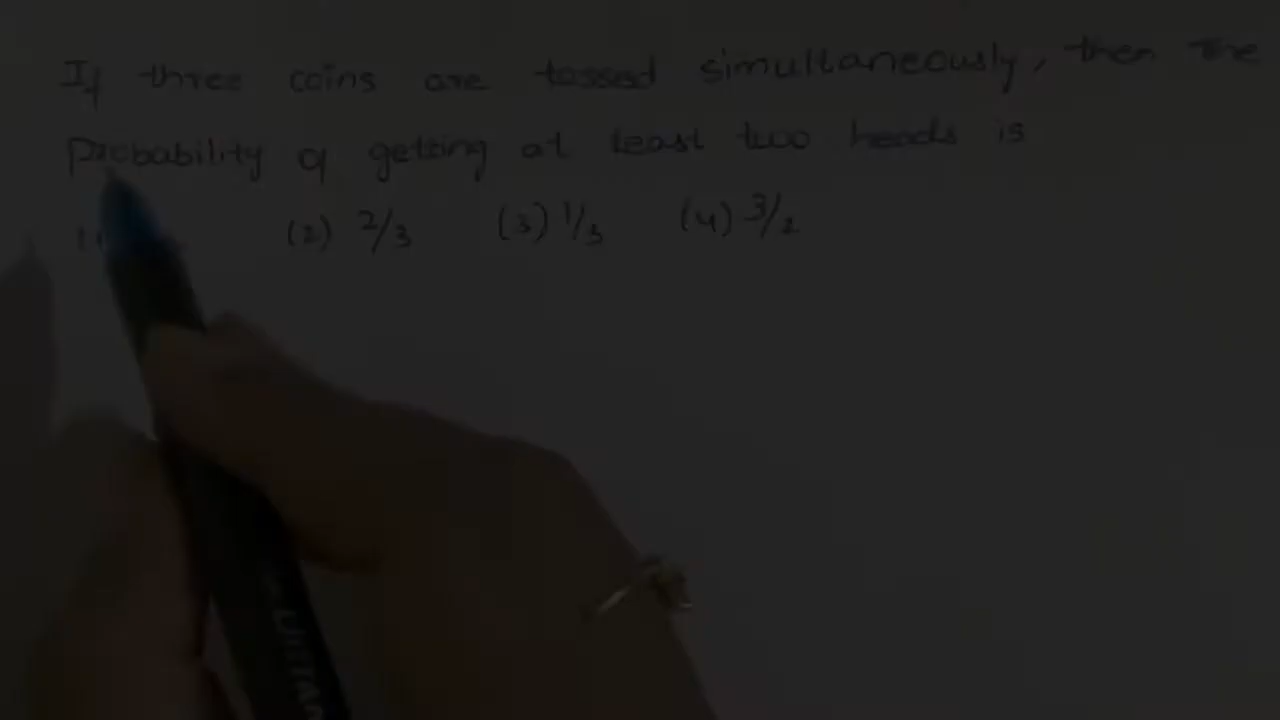 If three coins are tossed simultaneously, then the
probability of getting at least two heads is
(2) 2/3 (3) 1/3 (4) 3/2